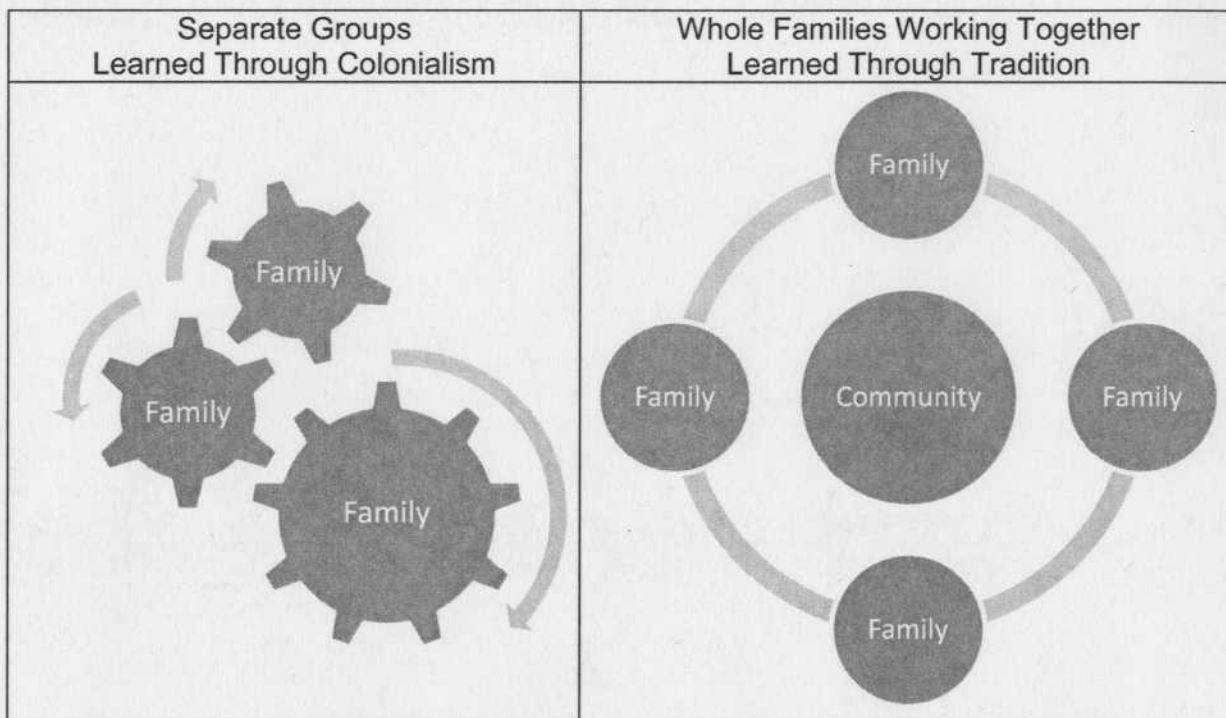 Separate Groups
Learned Through Colonialism
Whole Families Working Together
Learned Through Tradition
Family
Family
Family
Family
Family
Community
Family
Family